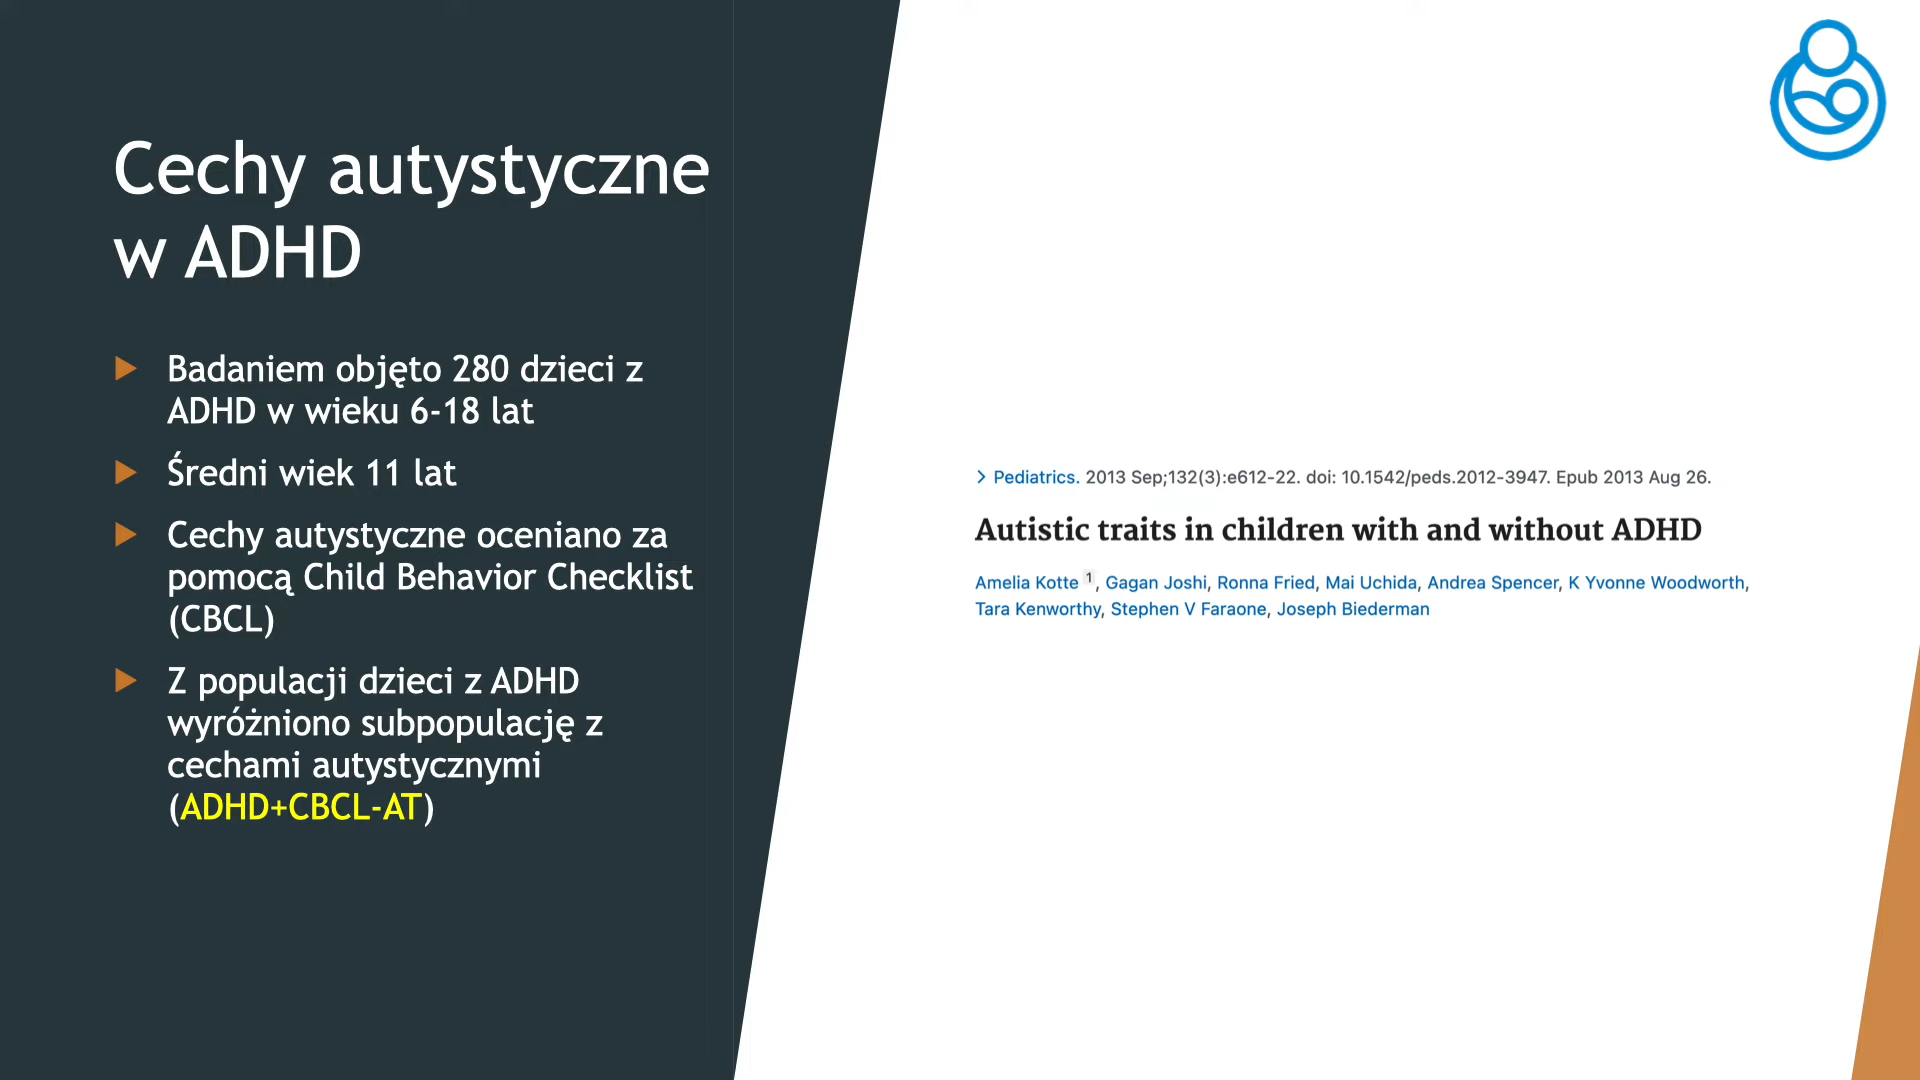 Cechy autystyczne
w ADHD
Badaniem objęto 280 dzieci z
ADHD w wieku 6-18 lat
Średni wiek 11 lat
Cechy autystyczne oceniano za
pomocą Child Behavior Checklist
(CBCL)
Z populacji dzieci z ADHD
wyróżniono subpopulację z
cechami autystycznymi
(ADHD+CBCL-AT)
Pediatrics. 2013 Sep;132(3):e612-22. doi: 10.1542/peds.2012-3947. Epub 2013 Aug 26.
Autistic traits in children with and without ADHD
Amelia Kotte 1, Gagan Joshi, Ronna Fried, Mai Uchida, Andrea Spencer, K Yvonne Woodworth,
Tara Kenworthy, Stephen V Faraone, Joseph Biederman